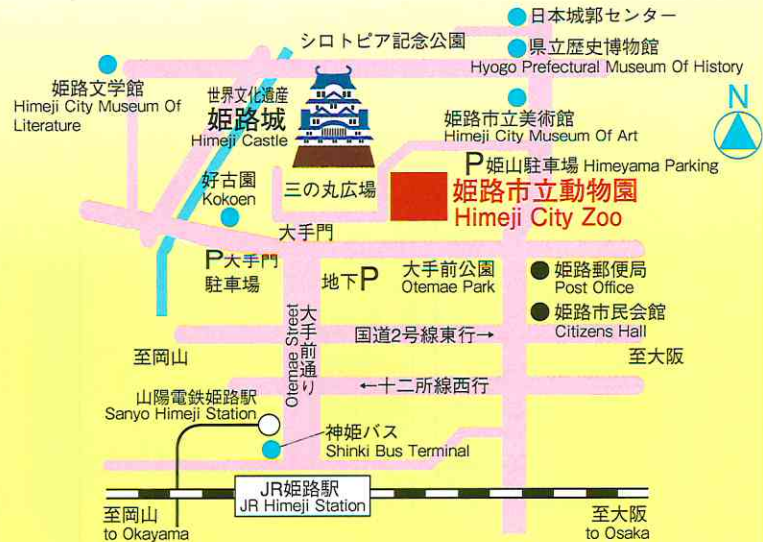 日本城郭センター
シロトピア記念公園
県立歴史博物館
Hyogo Prefectural Museum Of History
姫路文学館
Himeji City Museum Of
Literature
世界文化遺産
姫路城
Himeji Castle
姫路市立美術館
Himeji City Museum Of Art
N
P姫山駐車場 Himeyama Parking
好古園
Kokoen
三の丸広場
姫路市立動物園
Himeji City Zoo
大手門
P大手門
駐車場
地下P
大手前公園
Otemae Park
姫路郵便局
Post Office
姫路市民会館
Citizens Hall
大手前通り
Otemae Street
国道2号線東行→
至岡山
至大阪
←十二所線西行
山陽電鉄姫路駅
Sanyo Himeji Station
神姫バス
Shinki Bus Terminal
JR姫路駅
JR Himeji Station
至岡山
to Okayama
至大阪
to Osaka